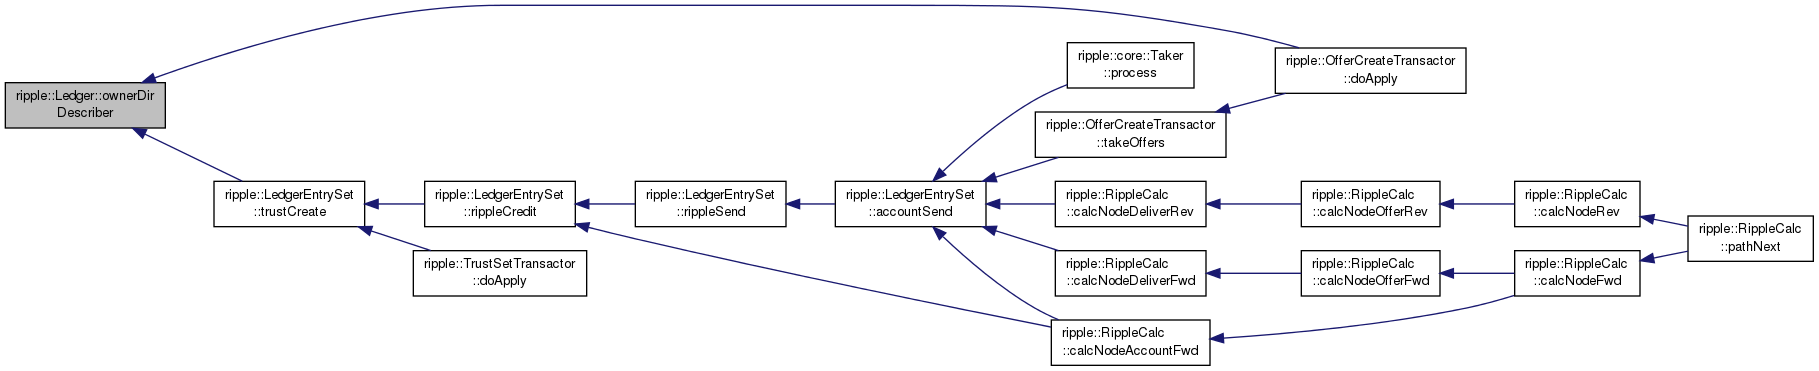 ripple::Ledger::ownerDir
Describer
ripple::LedgerEntrySet
::trustCreate
ripple::LedgerEntrySet
::rippleCredit
ripple::TrustSetTransactor
::doApply
ripple::LedgerEntrySet
::rippleSend
ripple::LedgerEntrySet
::accountSend
ripple::core::Taker
::process
ripple::OfferCreateTransactor
::takeOffers
ripple::RippleCalc
::calcNodeDeliverRev
ripple::RippleCalc
::calcNodeDeliverFwd
ripple::RippleCalc
::calcNodeAccountFwd
ripple::OfferCreateTransactor
::doApply
ripple::RippleCalc
::calcNodeOfferRev
ripple::RippleCalc
::calcNodeOfferFwd
ripple::RippleCalc
::calcNodeRev
ripple::RippleCalc
::calcNodeFwd
ripple::RippleCalc
::pathNext